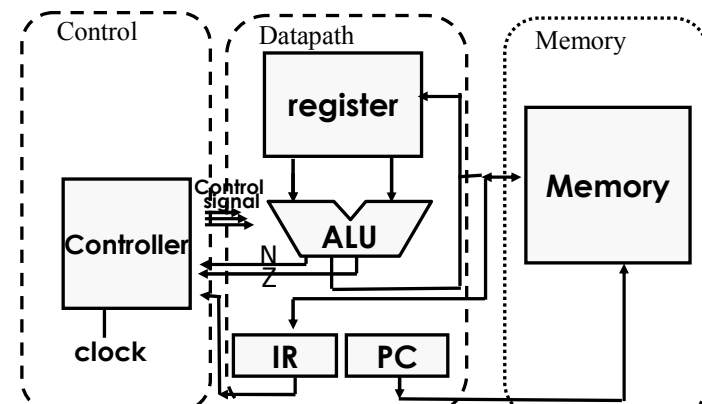 Control
Datapath
Memory
register
Control
signal
Memory
Controller
ALU
N
Z
clock
IR
PC